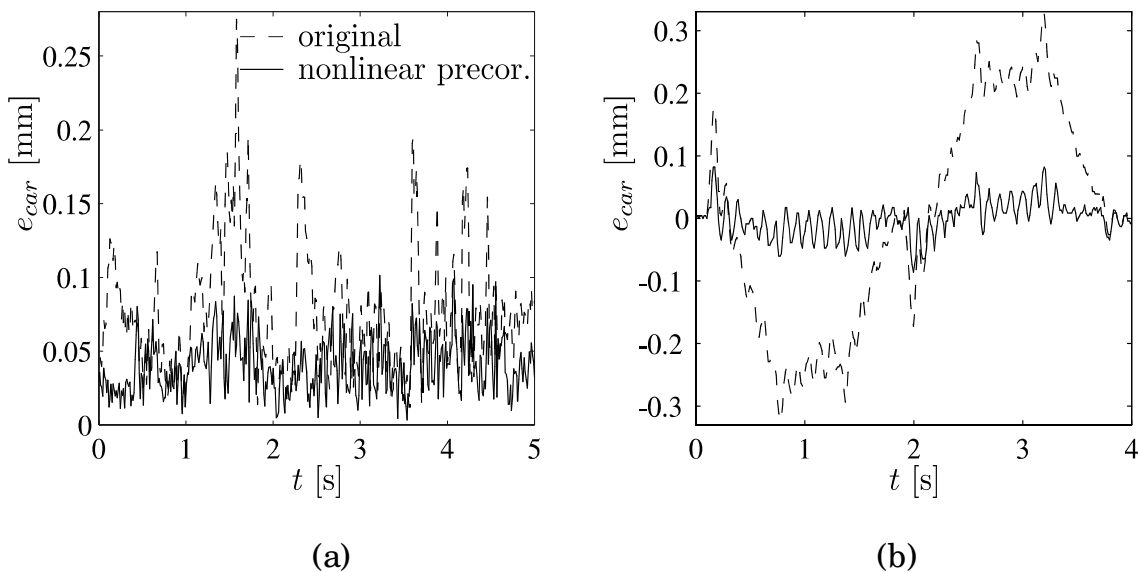 original
nonlinear precor.
0.25
0.2
0.15
0.1
0.05
0
e_car [mm]
0 1 2 3 4 5
t [s]
(a)
0.3
0.2
0.1
0
-0.1
-0.2
-0.3
e_car [mm]
0 1 2 3 4
t [s]
(b)